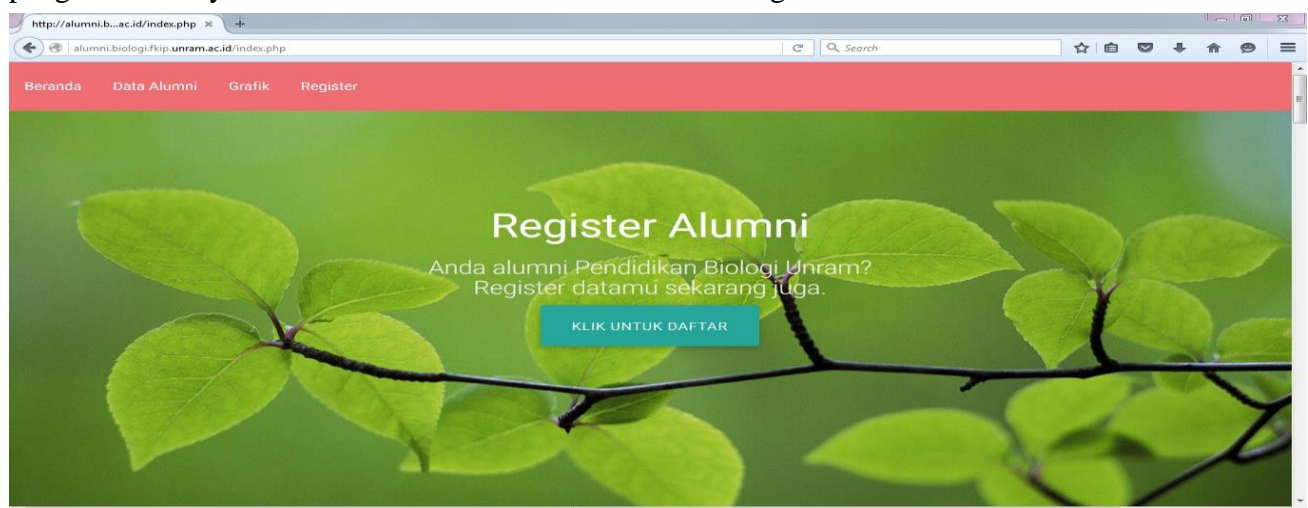 http://alumni.b...ac.id/index.php
alumni.biologi.fkip.unram.ac.id/index.php
Search
Beranda Data Alumni Grafik Register
Register Alumni
Anda alumni Pendidikan Biologi Unram?
Register datamu sekarang juga.
KLIK UNTUK DAFTAR